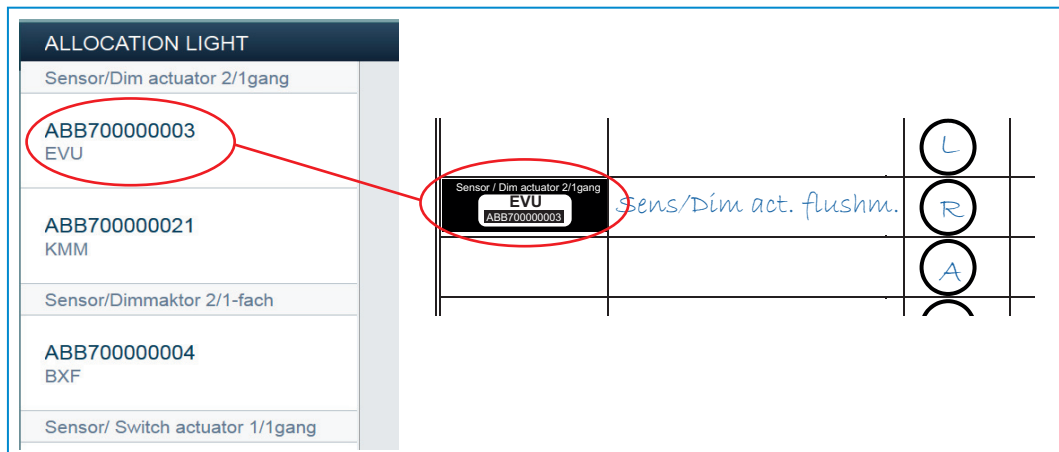 ALLOCATION LIGHT
Sensor/Dim actuator 2/1gang
ABB700000003
EVU
ABB700000021
KMM
Sensor/Dimmaktor 2/1-fach
ABB700000004
BXF
Sensor/ Switch actuator 1/1gang
L
Sensor / Dim actuator 2/1gang
EVU
ABB700000003
Sens/Dim act. flushm.
R
A